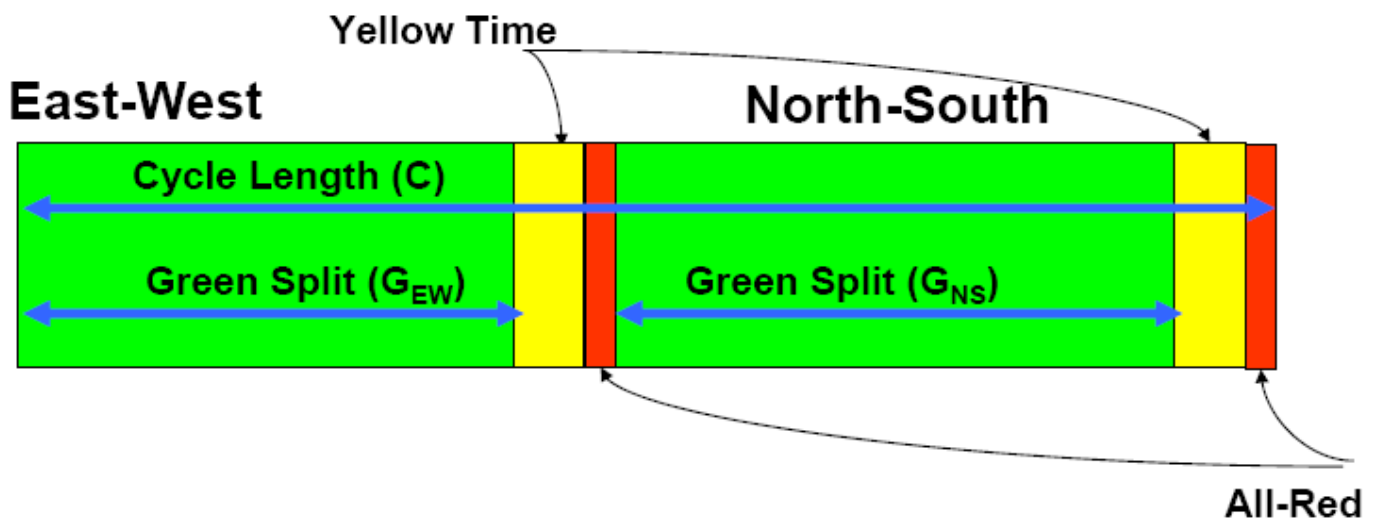 Yellow Time
East-West
North-South
Cycle Length (C)
Green Split (GEW)
Green Split (GNS)
All-Red